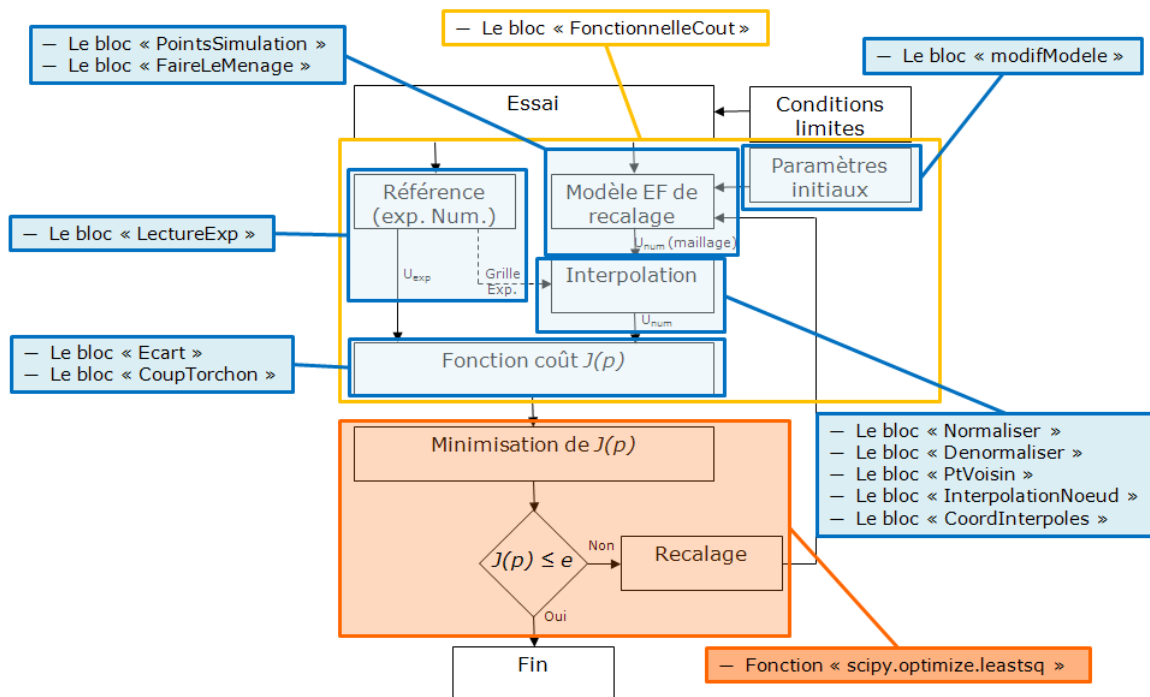 — Le bloc « PointsSimulation »
— Le bloc « FaireLeMenage »
— Le bloc « FonctionnelleCout »
— Le bloc « modifModele »
Essai
Conditions
limites
Référence
(exp. Num.)
Modèle EF de
recalage
Paramètres
initiaux
— Le bloc « LectureExp »
Unum (maillage)
Uexp
Grille
Exp.
Interpolation
Unum
— Le bloc « Ecart »
— Le bloc « CoupTorchon »
Fonction coût J(p)
— Le bloc « Normaliser »
— Le bloc « Denormaliser »
— Le bloc « PtVoisin »
— Le bloc « InterpolationNoeud »
— Le bloc « CoordInterpoles »
Minimisation de J(p)
J(p) ≤ e
Non
Recalage
Oui
Fin
— Fonction « scipy.optimize.leastsq »